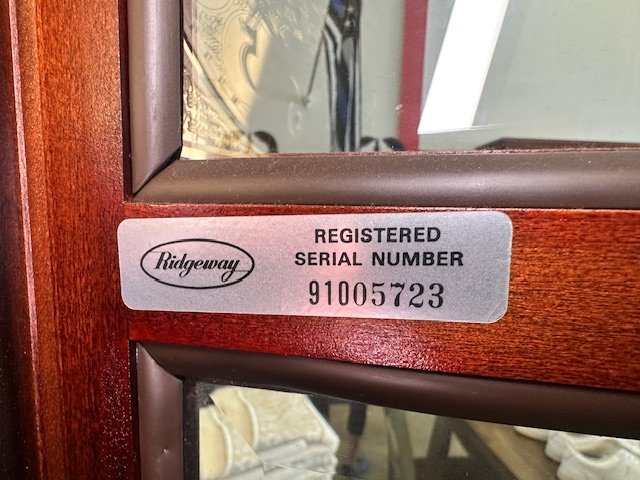 Ridgeway
REGISTERED
SERIAL NUMBER
91005723